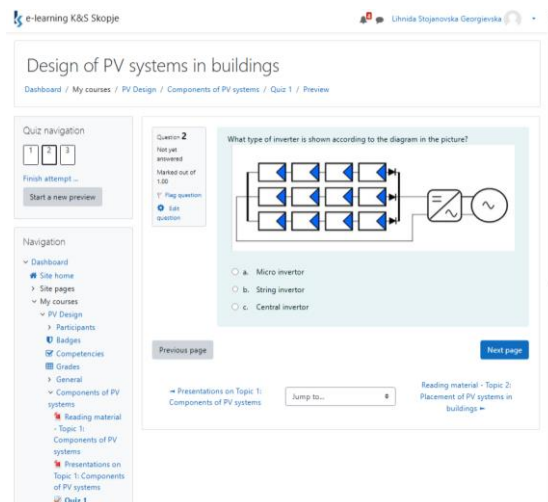 e-learning K&S Skopje
4
Lihnida Stojanovska Georgievska
Design of PV systems in buildings
Dashboard / My courses / PV Design / Components of PV systems / Quiz 1 / Preview
Quiz navigation
1 2 3
Finish attempt ...
Start a new preview
Navigation
Dashboard
Site home
Site pages
My courses
PV Design
Participants
Badges
Competencies
Grades
General
Components of PV
systems
Reading material
- Topic 1:
Components of PV
systems
Presentations on
Topic 1: Components
of PV systems
Quiz 1
Question 2
Not yet
answered
Marked out of
1.00
Flag question
Edit
question
What type of inverter is shown according to the diagram in the picture?
a. Micro invertor
b. String invertor
c. Central invertor
Previous page
Next page
Presentations on Topic 1:
Components of PV systems
Jump to...
Reading material - Topic 2:
Placement of PV systems in
buildings